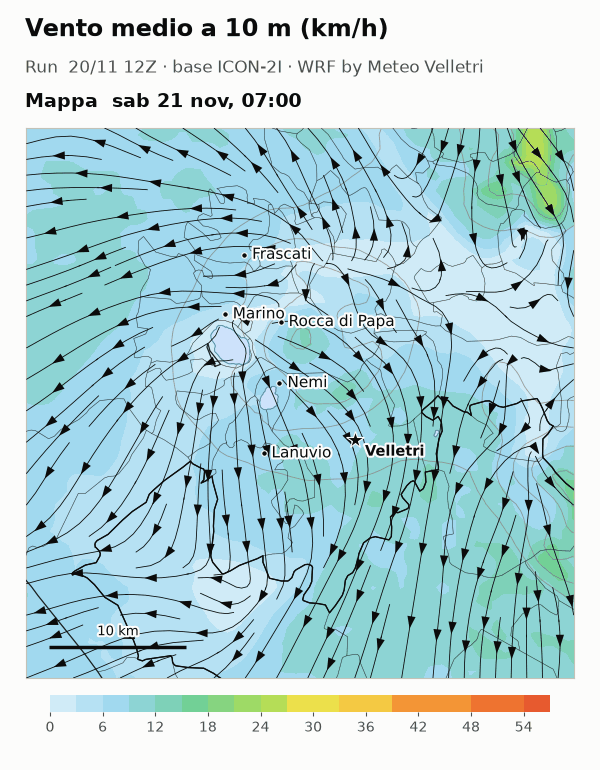 Vento medio a 10 m (km/h)
Run  20/11 12Z · base ICON-2I · WRF by Meteo Velletri
Mappa  sab 21 nov, 07:00
Frascati
Marino
Rocca di Papa
Nemi
Velletri
Lanuvio
10 km
0 6 12 18 24 30 36 42 48 54